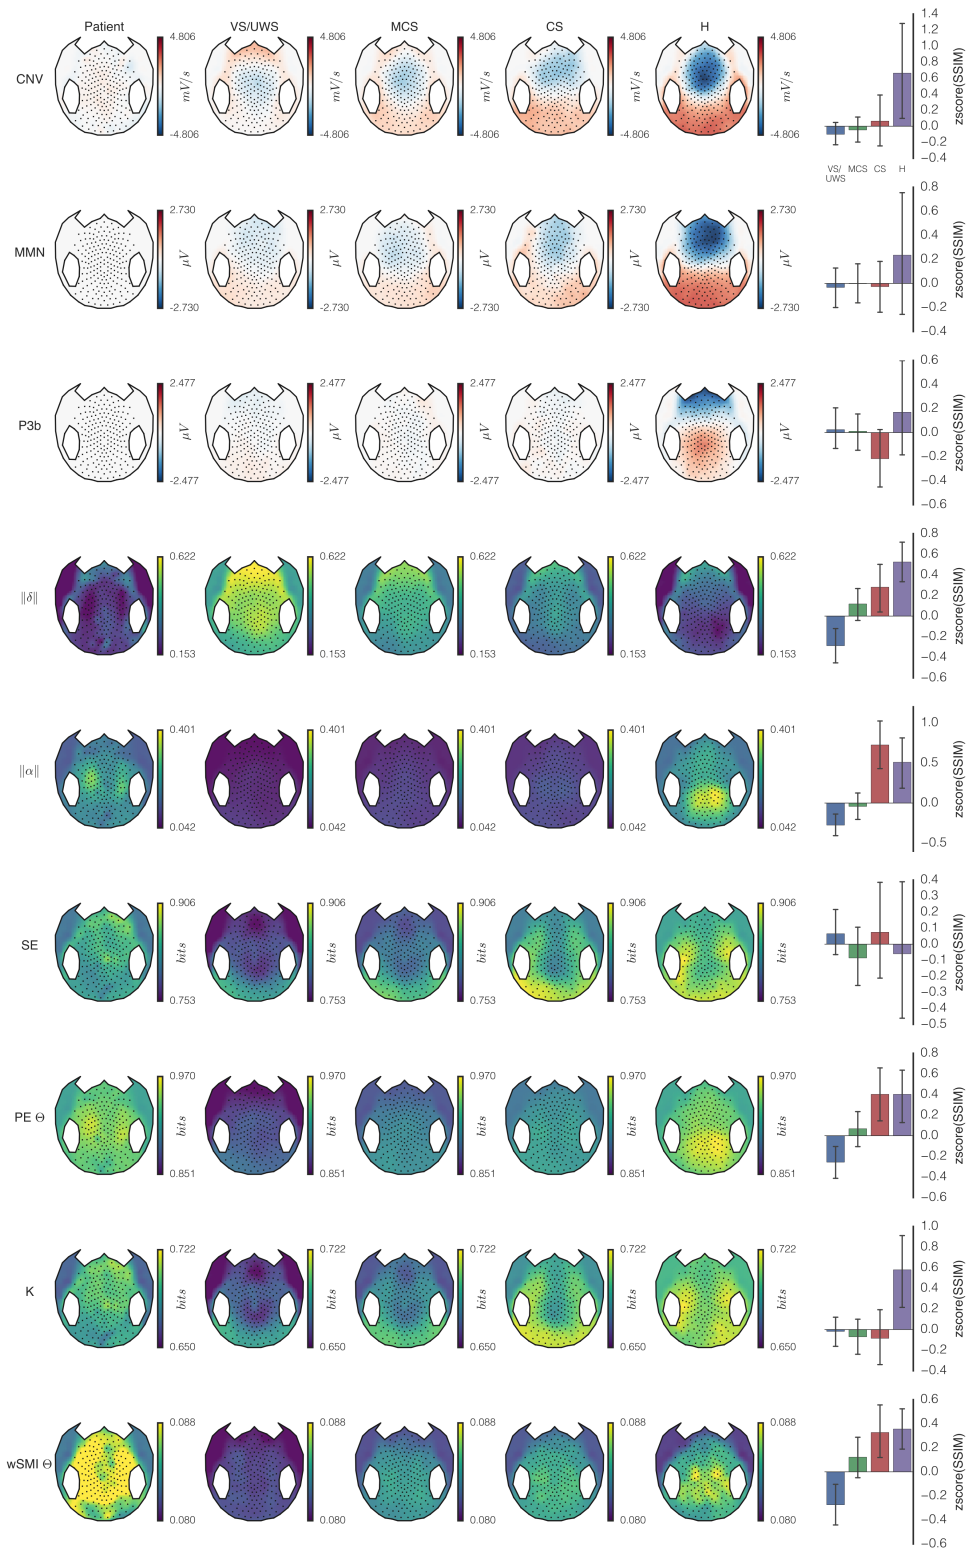 Patient VS/UWS MCS CS H
CNV
4.806 4.806 4.806 4.806 4.806
mV/s mV/s mV/s mV/s mV/s
-4.806 -4.806 -4.806 -4.806 -4.806
1.4
1.2
1.0
0.8
0.6
0.4
0.2
0.0
−0.2
−0.4
zscore(SSIM)
VS/UWS MCS CS H
MMN
2.730 2.730 2.730 2.730 2.730
μV μV μV μV μV
-2.730 -2.730 -2.730 -2.730 -2.730
0.8
0.6
0.4
0.2
0.0
−0.2
−0.4
zscore(SSIM)
P3b
2.477 2.477 2.477 2.477 2.477
μV μV μV μV μV
-2.477 -2.477 -2.477 -2.477 -2.477
0.6
0.4
0.2
0.0
−0.2
−0.4
−0.6
zscore(SSIM)
‖δ‖
0.622 0.622 0.622 0.622 0.622
0.153 0.153 0.153 0.153 0.153
0.8
0.6
0.4
0.2
0.0
−0.2
−0.4
−0.6
zscore(SSIM)
‖α‖
0.401 0.401 0.401 0.401 0.401
0.042 0.042 0.042 0.042 0.042
1.0
0.5
0.0
−0.5
zscore(SSIM)
SE
0.906 0.906 0.906 0.906 0.906
bits bits bits bits bits
0.753 0.753 0.753 0.753 0.753
0.4
0.3
0.2
0.1
0.0
−0.1
−0.2
−0.3
−0.4
−0.5
zscore(SSIM)
PE Θ
0.970 0.970 0.970 0.970 0.970
bits bits bits bits bits
0.851 0.851 0.851 0.851 0.851
0.8
0.6
0.4
0.2
0.0
−0.2
−0.4
−0.6
zscore(SSIM)
K
0.722 0.722 0.722 0.722 0.722
bits bits bits bits bits
0.650 0.650 0.650 0.650 0.650
1.0
0.8
0.6
0.4
0.2
0.0
−0.2
−0.4
zscore(SSIM)
wSMI Θ
0.088 0.088 0.088 0.088 0.088
0.080 0.080 0.080 0.080 0.080
0.6
0.4
0.2
0.0
−0.2
−0.4
−0.6
zscore(SSIM)